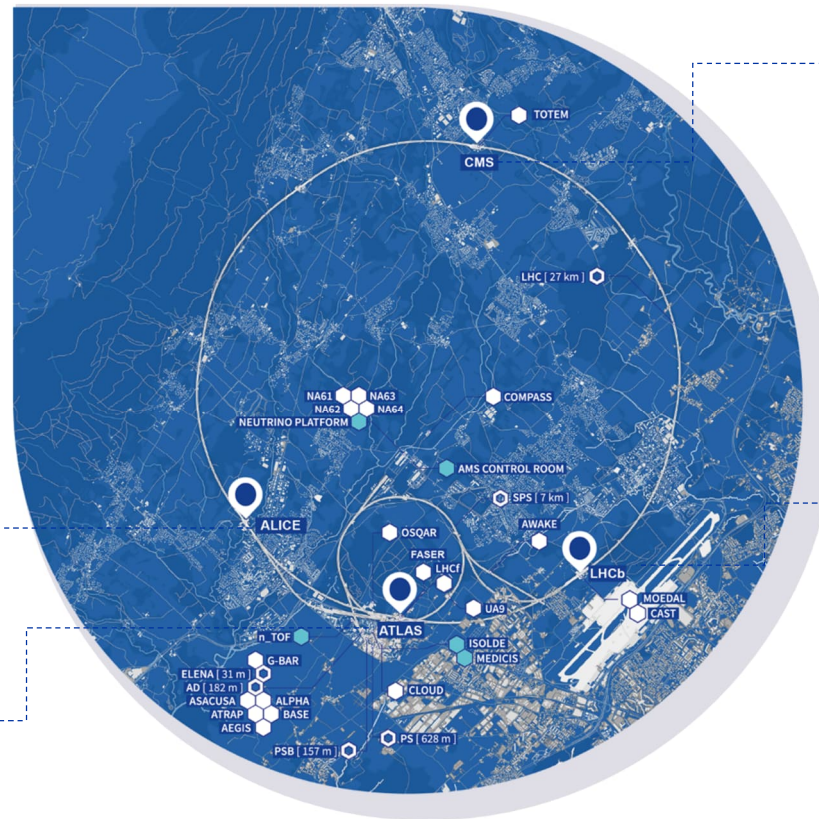 TOTEM
CMS
LHC [ 27 km ]
NA61
NA63
NA62
NA64
NEUTRINO PLATFORM
COMPASS
AMS CONTROL ROOM
SPS [ 7 km ]
ALICE
OSQAR
AWAKE
FASER
LHCf
LHCb
MOEDAL
CAST
UA9
ATLAS
n_TOF
ISOLDE
MEDICIS
G-BAR
ELENA [ 31 m ]
AD [ 182 m ]
ASACUSA
ALPHA
ATRAP
BASE
AEGIS
CLOUD
PS [ 628 m ]
PSB [ 157 m ]